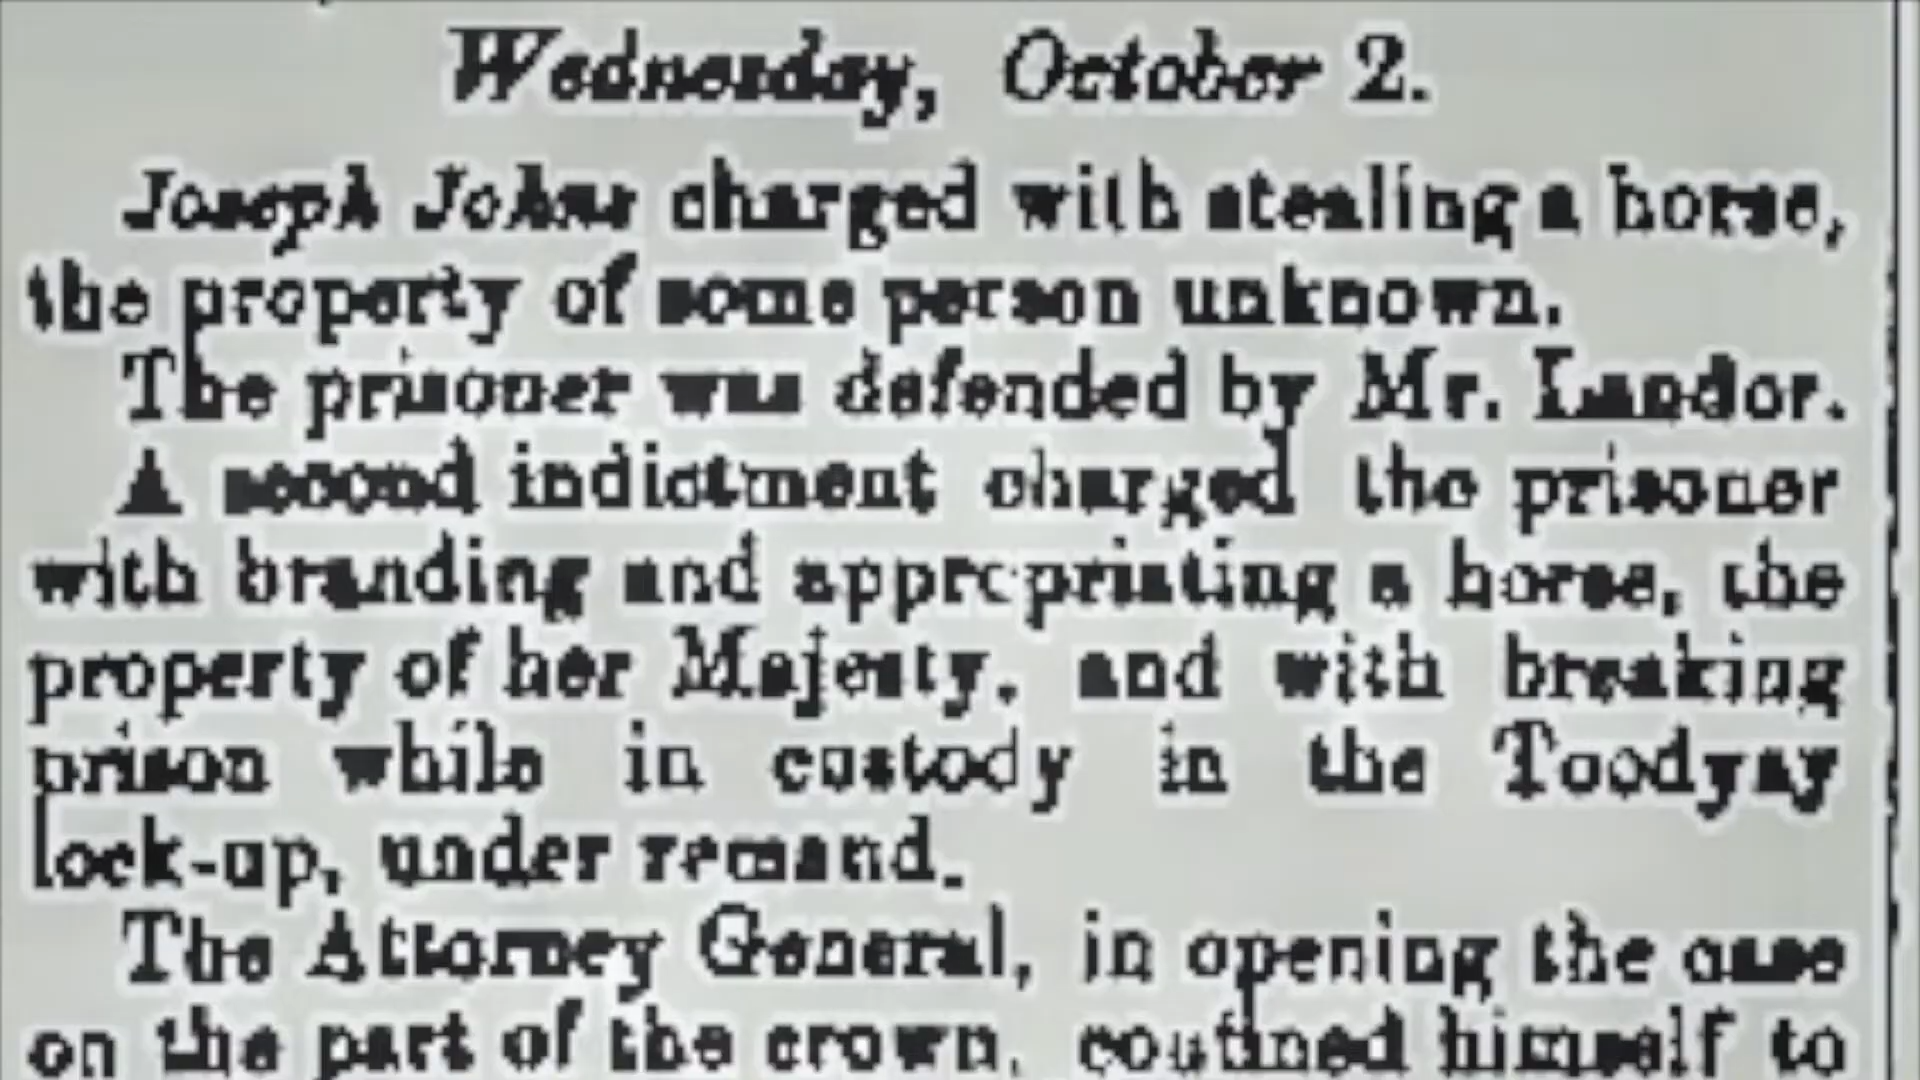 Wednesday, October 2.
Joseph Johns charged with stealing a horse,
the property of some person unknown.
The prisoner was defended by Mr. Landor.
A second indictment charged the prisoner
with branding and appropriating a horse, the
property of her Majesty, and with breaking
prison while in custody in the Toodyay
lock-up, under remand.
The Attorney General, in opening the case
on the part of the crown, confined himself to